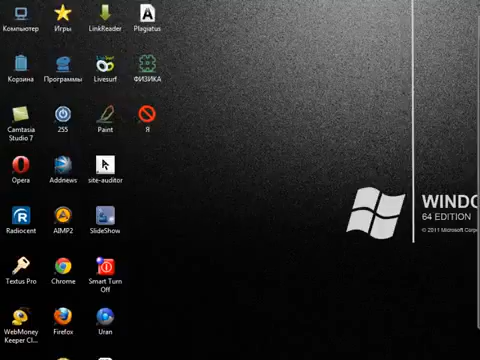 Компьютер
Игры
LinkReader
Plagiatus
Корзина
Программы
Livesurf
ФИЗИКА
Camtasia
Studio 7
255
Paint
Я
Opera
Addnews
site-auditor
WINDO
64 EDITION
© 2011 Microsoft Corp
Radiocent
AIMP2
SlideShow
Textus Pro
Chrome
Smart Turn
Off
WebMoney
Keeper Cl...
Firefox
Uran